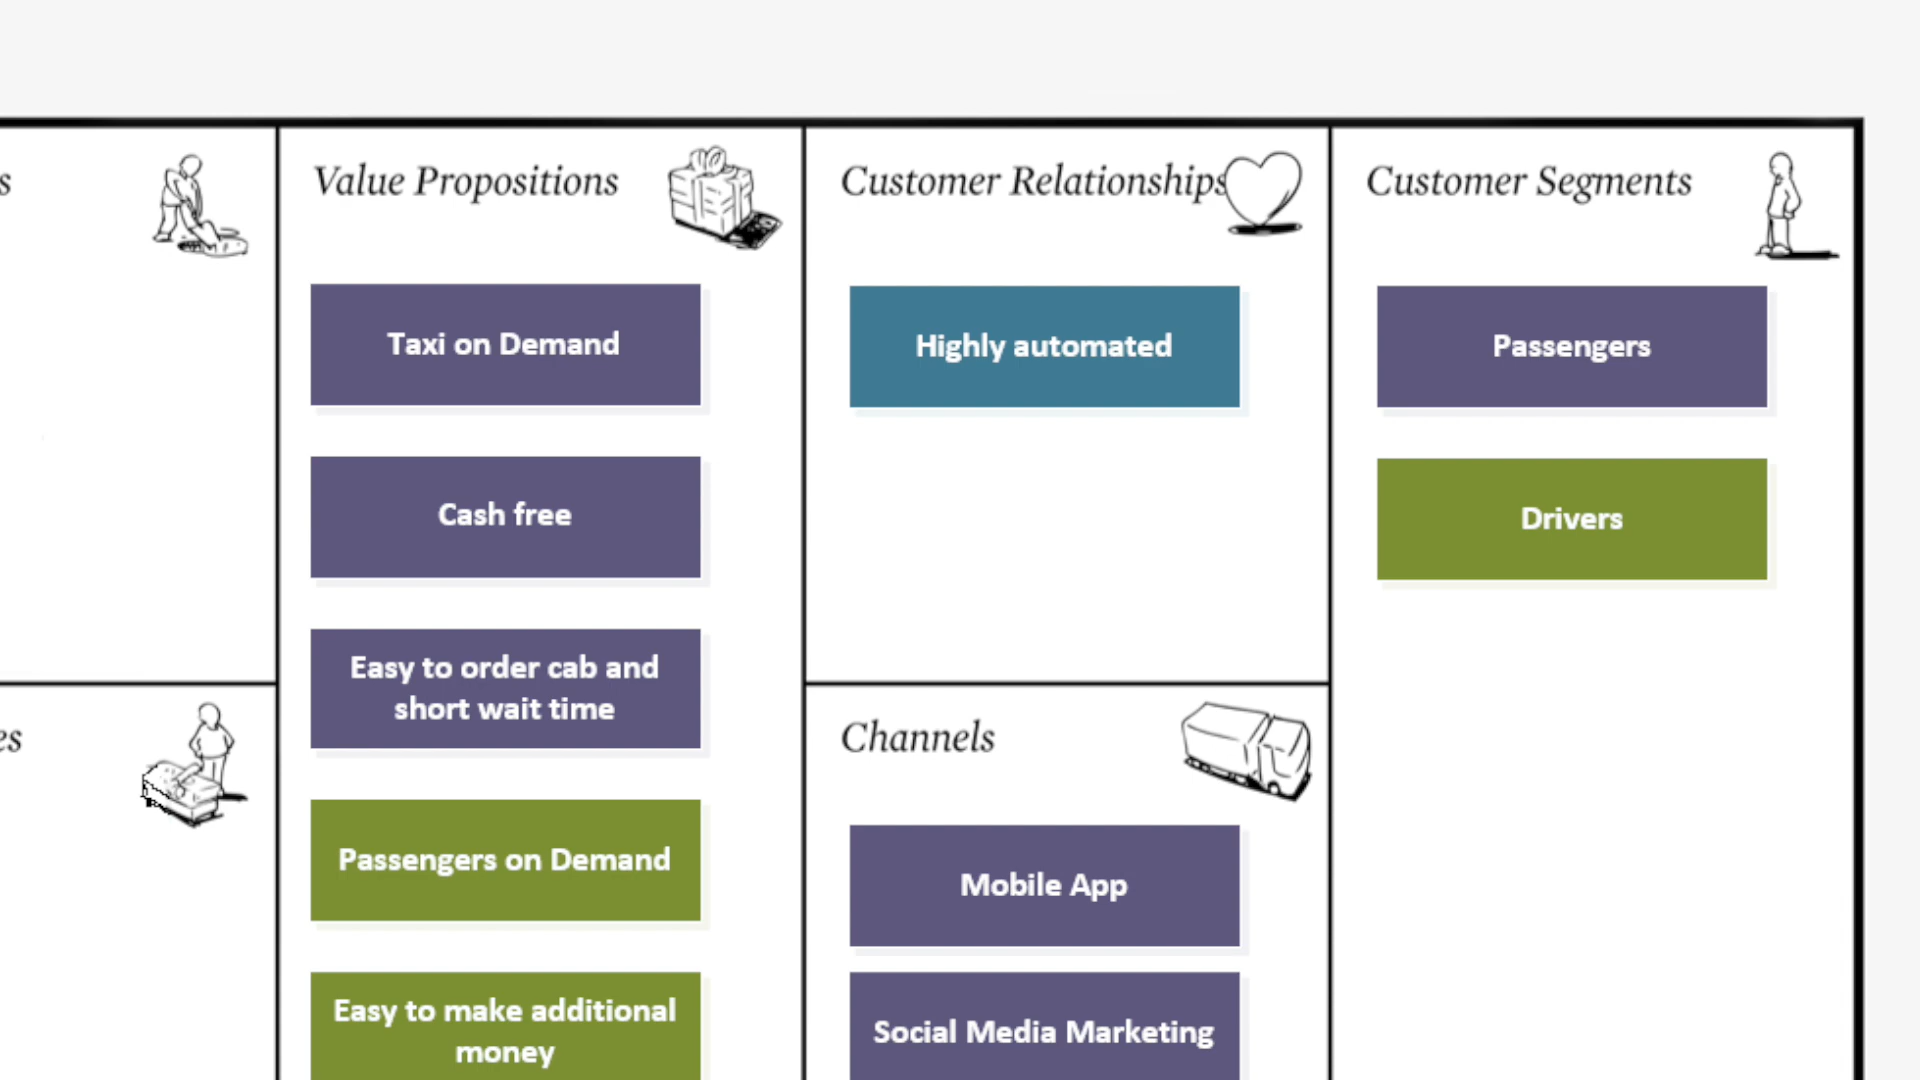 s
Value Propositions
Customer Relationships
Customer Segments
Taxi on Demand
Highly automated
Passengers
Cash free
Drivers
Easy to order cab and
short wait time
es
Channels
Passengers on Demand
Mobile App
Easy to make additional
money
Social Media Marketing